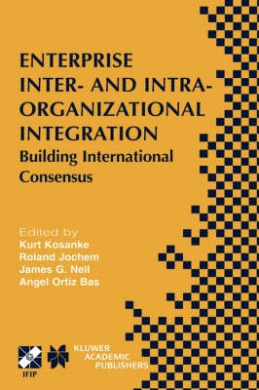 ENTERPRISE
INTER- AND INTRA-
ORGANIZATIONAL
INTEGRATION
Building International
Consensus
Edited by
Kurt Kosanke
Roland Jochem
James G. Nell
Angel Ortiz Bas
KLUWER
ACADEMIC
PUBLISHERS
IFIP